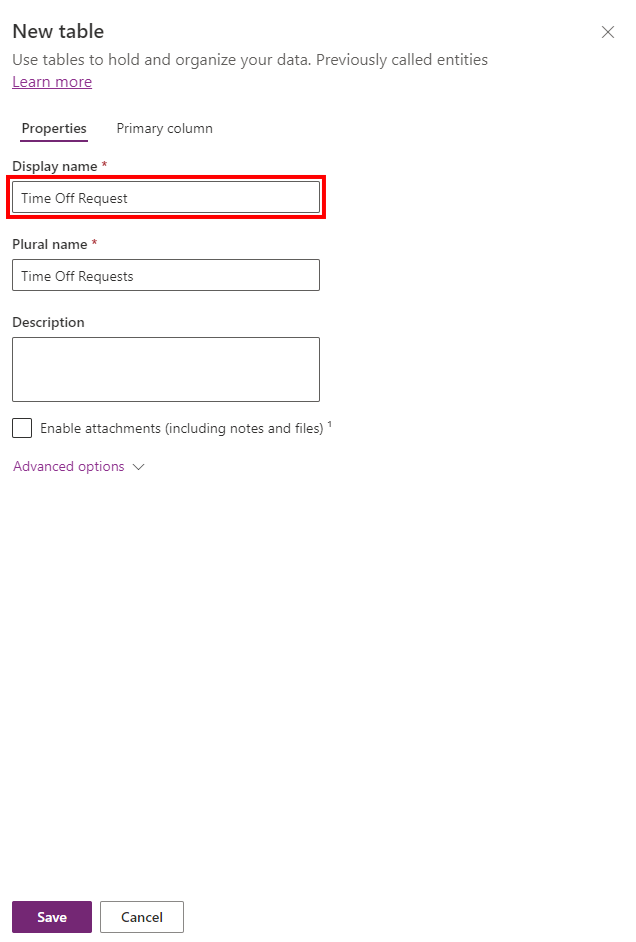 New table
Use tables to hold and organize your data. Previously called entities
Learn more
Properties Primary column
Display name *
Time Off Request
Plural name *
Time Off Requests
Description
Enable attachments (including notes and files) ¹
Advanced options
Save Cancel